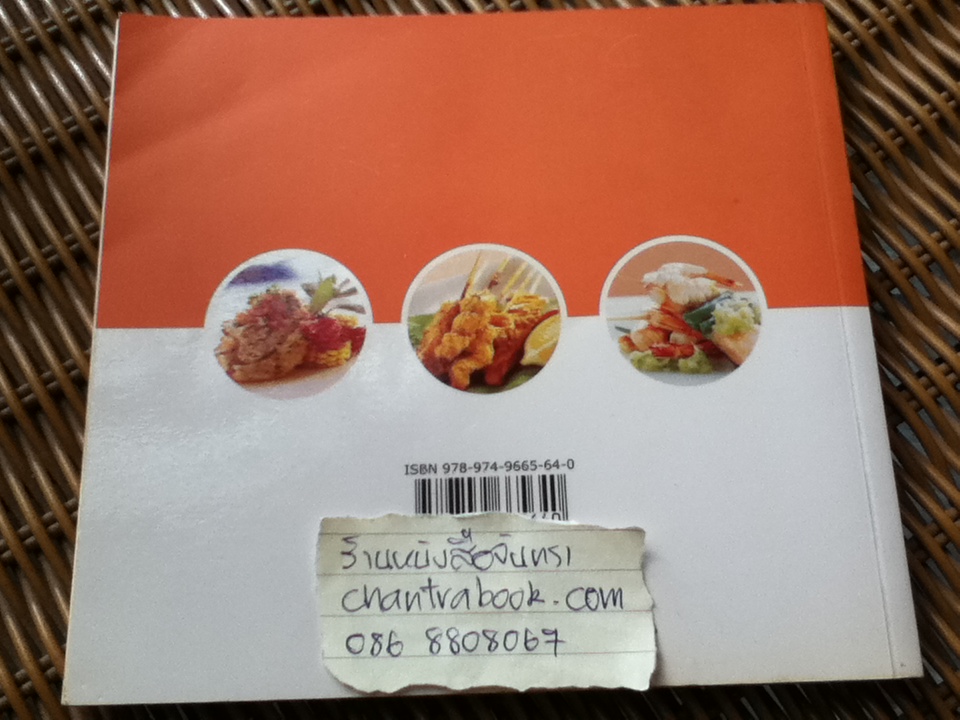 ISBN 978-974-9665-64-0
ร้านหนังสือจันทรา
chantrabook.com
086 8808067